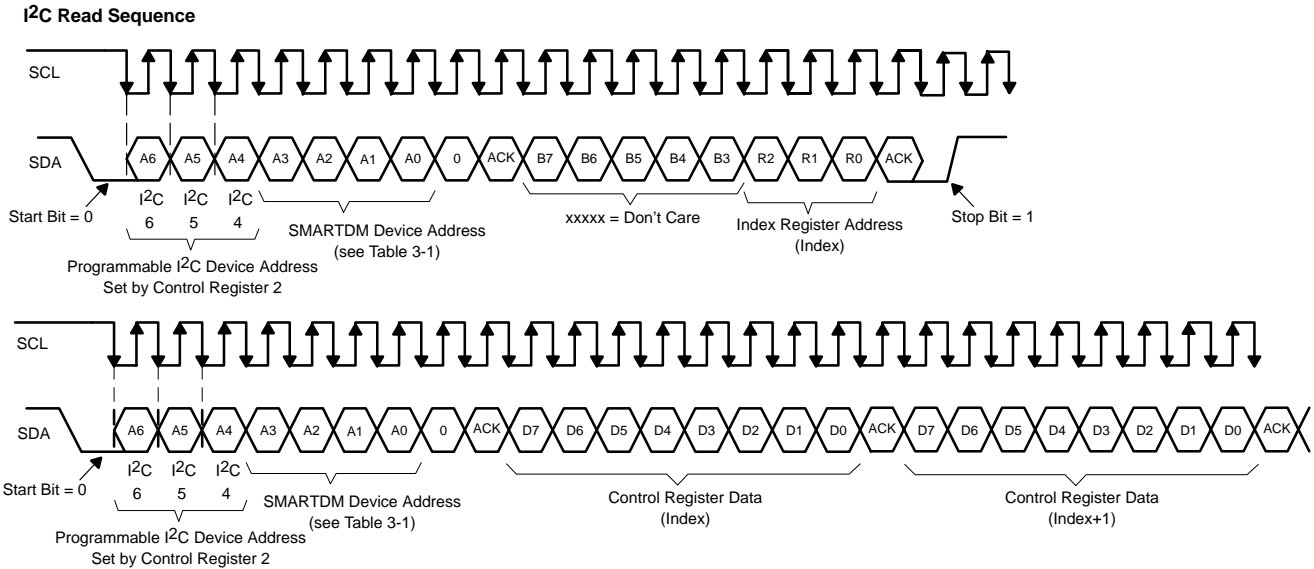 I2C Read Sequence
SCL
SDA A6 A5 A4 A3 A2 A1 A0 0 ACK B7 B6 B5 B4 B3 R2 R1 R0 ACK
Start Bit = 0
I2C I2C I2C
6 5 4
SMARTDM Device Address
(see Table 3-1)
xxxxx = Don't Care
Index Register Address
(Index)
Stop Bit = 1
Programmable I2C Device Address
Set by Control Register 2
SCL
SDA A6 A5 A4 A3 A2 A1 A0 0 ACK D7 D6 D5 D4 D3 D2 D1 D0 ACK D7 D6 D5 D4 D3 D2 D1 D0 ACK
Start Bit = 0
I2C I2C I2C
6 5 4
SMARTDM Device Address
(see Table 3-1)
Control Register Data
(Index)
Control Register Data
(Index+1)
Programmable I2C Device Address
Set by Control Register 2